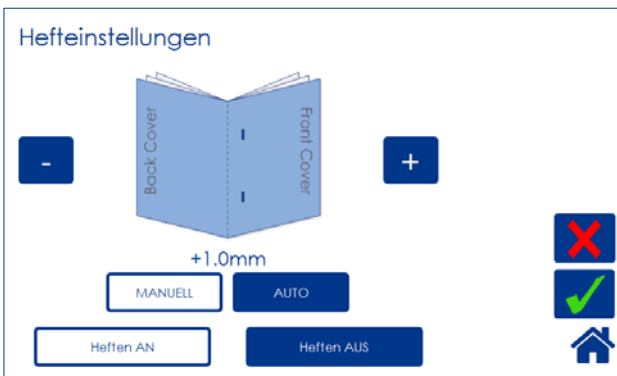 Hefteinstellungen
Back Cover
Front Cover
-
+
+1.0mm
MANUELL AUTO
Heften AN Heften AUS